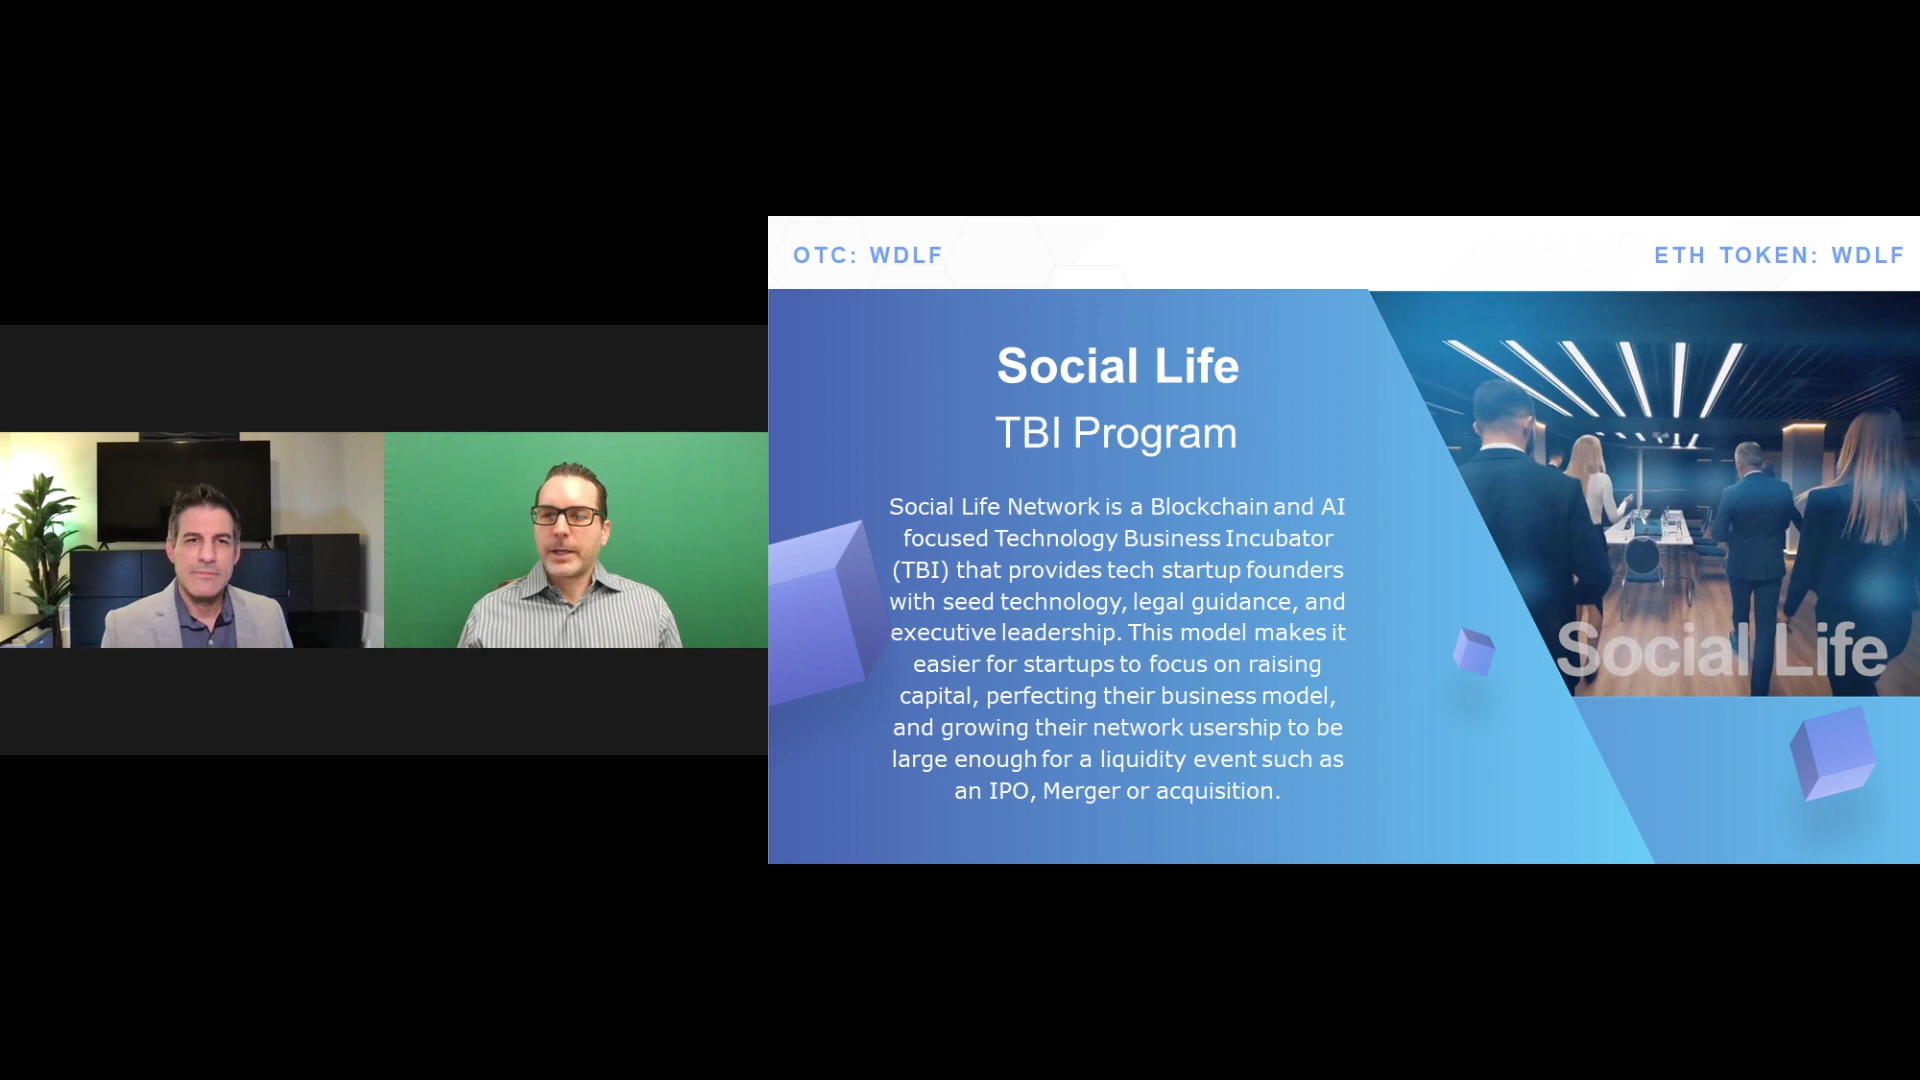 OTC: WDLF
ETH TOKEN: WDLF
Social Life
TBI Program
Social Life Network is a Blockchain and AI
focused Technology Business Incubator
(TBI) that provides tech startup founders
with seed technology, legal guidance, and
executive leadership. This model makes it
easier for startups to focus on raising
capital, perfecting their business model,
and growing their network usership to be
large enough for a liquidity event such as
an IPO, Merger or acquisition.
Social Life